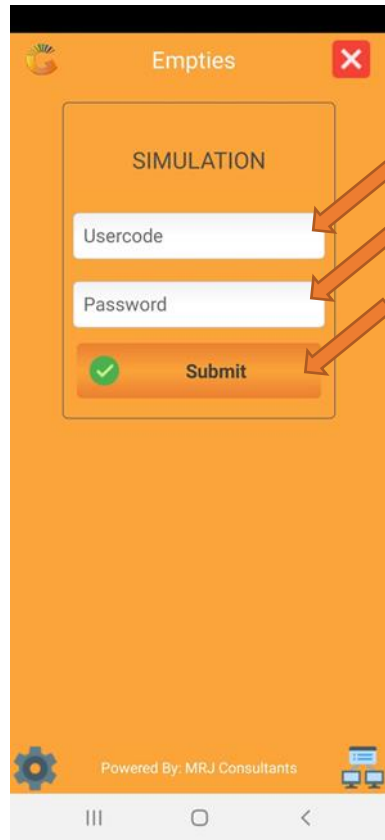 Empties
SIMULATION
Usercode
Password
Submit
Powered By: MRJ Consultants